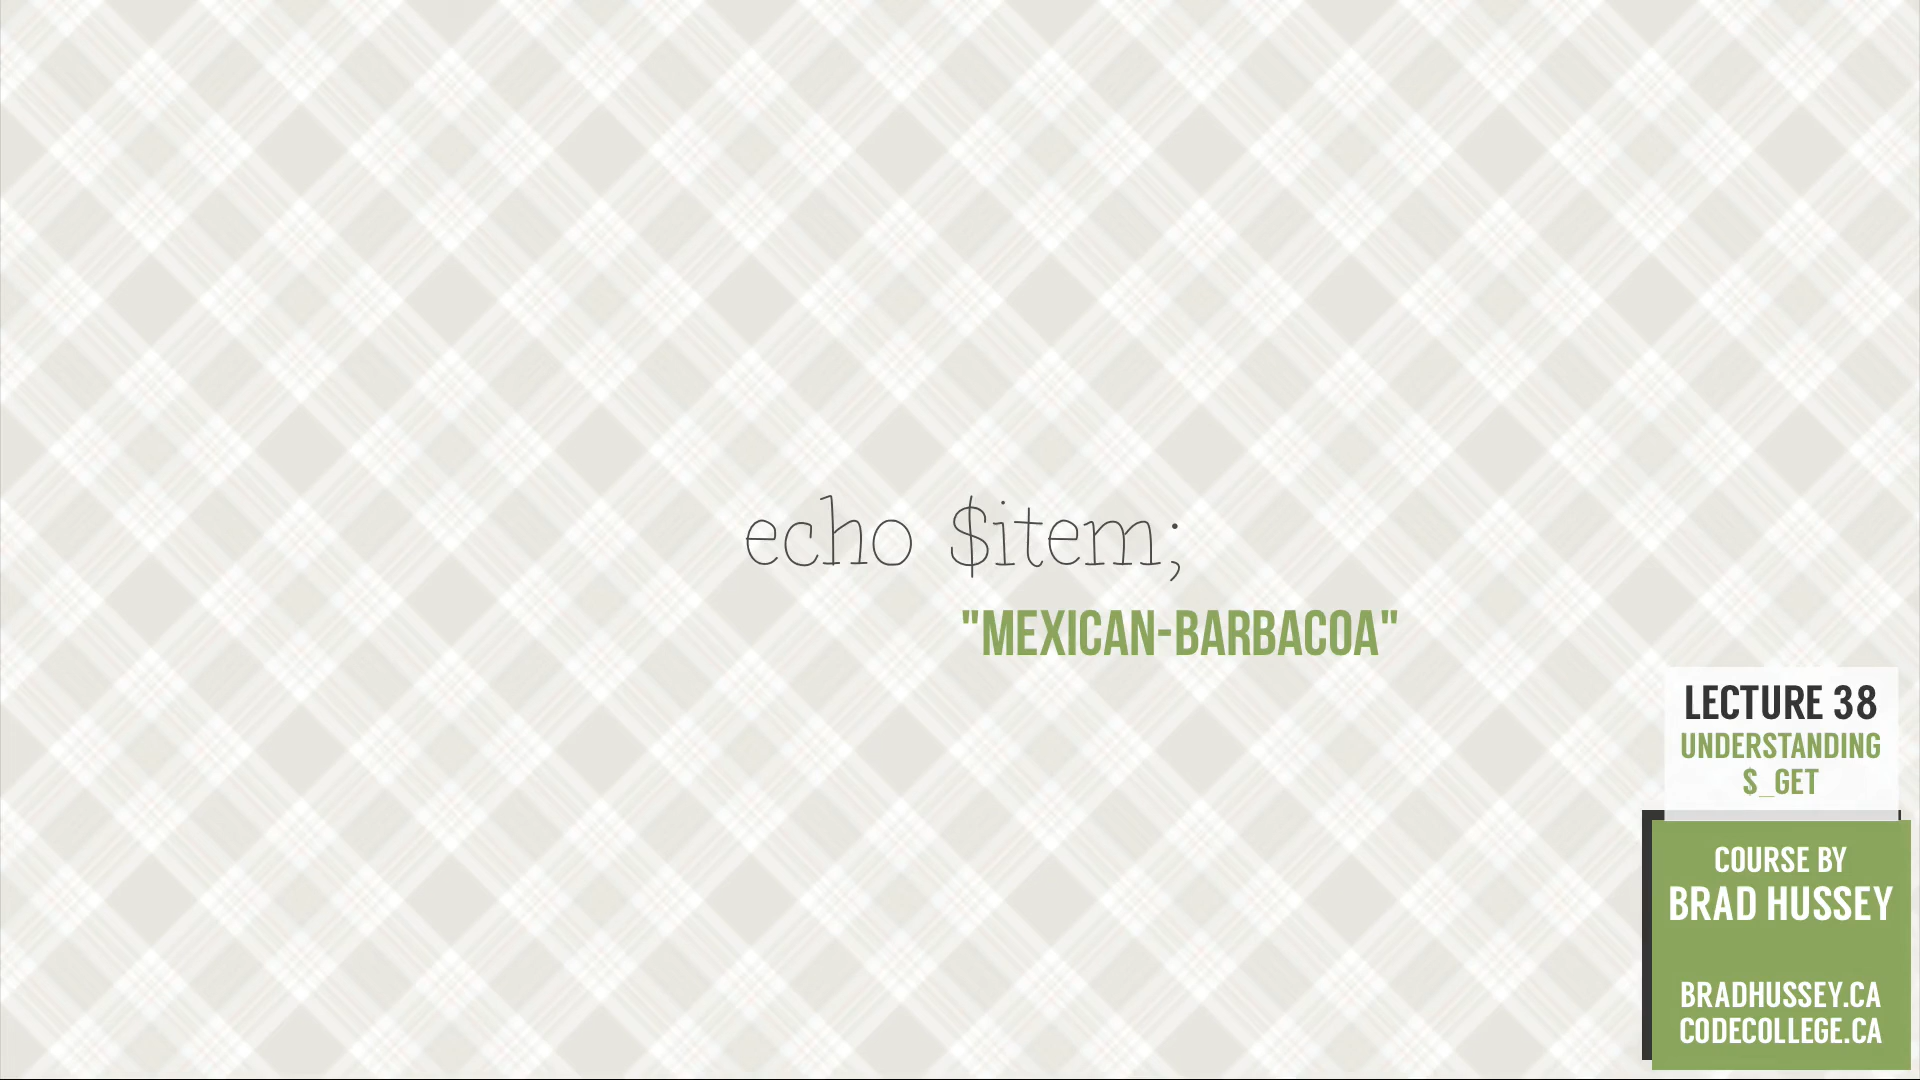 echo $item;
"MEXICAN-BARBACOA"
LECTURE 38
UNDERSTANDING
$_GET
COURSE BY
BRAD HUSSEY
BRADHUSSEY.CA
CODECOLLEGE.CA